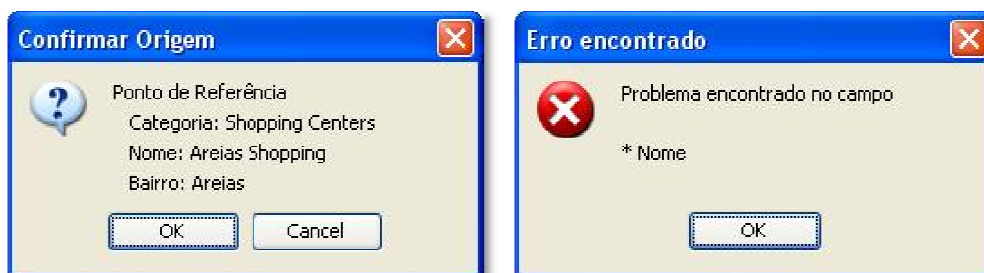 Confirmar Origem
Ponto de Referência
Categoria: Shopping Centers
Nome: Areias Shopping
Bairro: Areias
OK
Cancel
Erro encontrado
Problema encontrado no campo
* Nome
OK